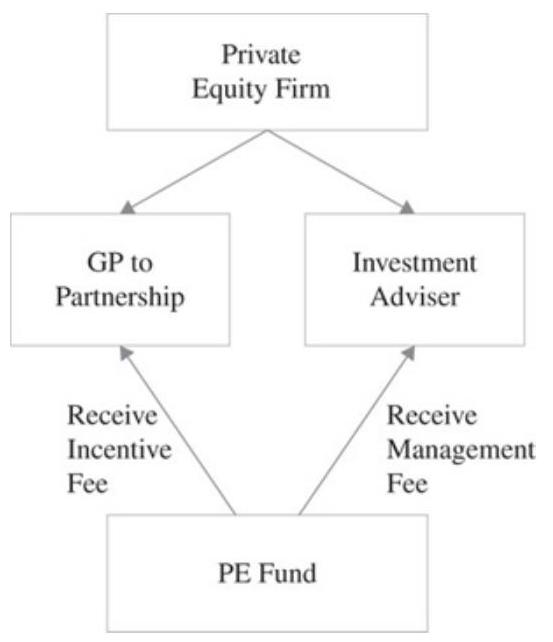 Private
Equity Firm
GP to
Partnership
Investment
Adviser
Receive
Incentive
Fee
Receive
Management
Fee
PE Fund